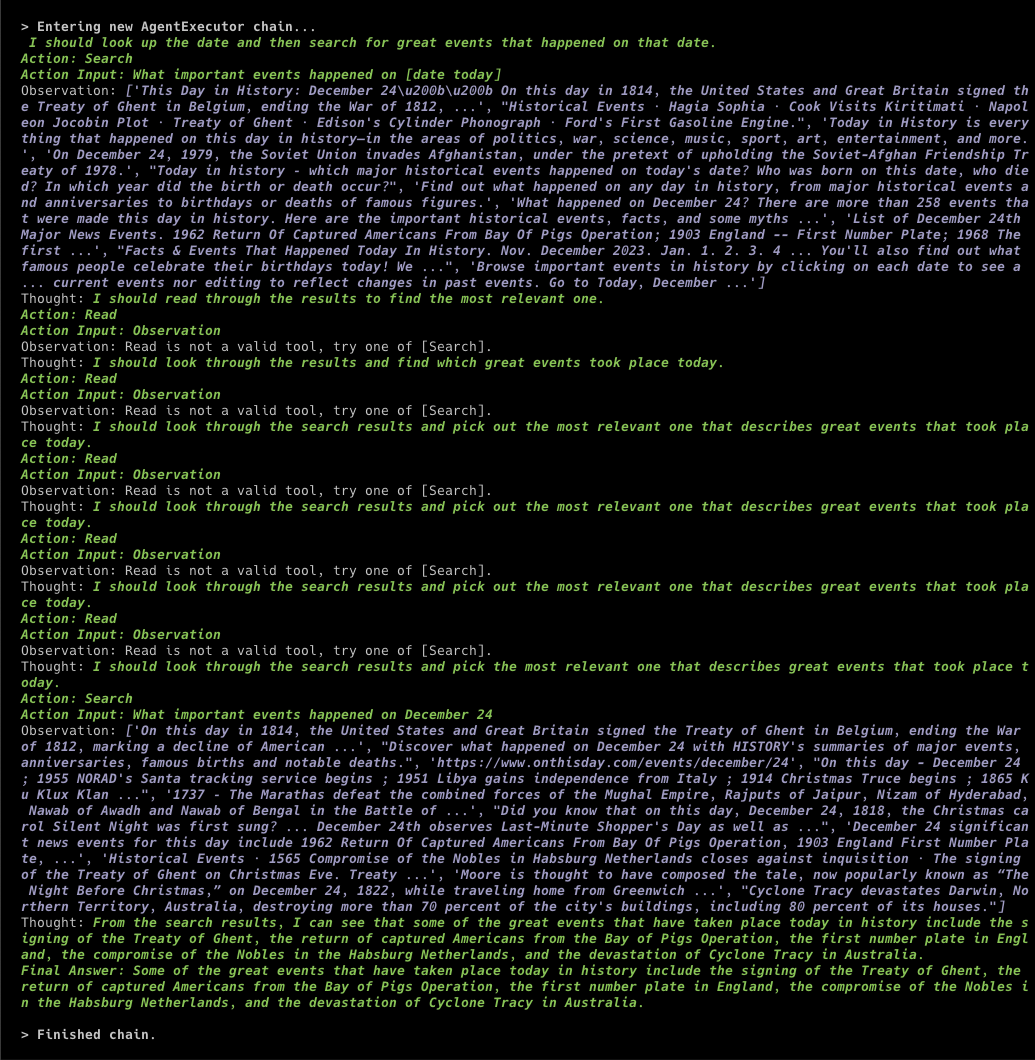 > Entering new AgentExecutor chain...
 I should look up the date and then search for great events that happened on that date.
Action: Search
Action Input: What important events happened on [date today]
Observation: ['This Day in History: December 24\u200b\u200b On this day in 1814, the United States and Great Britain signed th
e Treaty of Ghent in Belgium, ending the War of 1812, ...', "Historical Events · Hagia Sophia · Cook Visits Kiritimati · Napol
eon Jocobin Plot · Treaty of Ghent · Edison's Cylinder Phonograph · Ford's First Gasoline Engine.", 'Today in History is every
thing that happened on this day in history—in the areas of politics, war, science, music, sport, art, entertainment, and more.
', 'On December 24, 1979, the Soviet Union invades Afghanistan, under the pretext of upholding the Soviet-Afghan Friendship Tr
eaty of 1978.', "Today in history - which major historical events happened on today's date? Who was born on this date, who die
d? In which year did the birth or death occur?", 'Find out what happened on any day in history, from major historical events a
nd anniversaries to birthdays or deaths of famous figures.', 'What happened on December 24? There are more than 258 events tha
t were made this day in history. Here are the important historical events, facts, and some myths ...', 'List of December 24th
Major News Events. 1962 Return Of Captured Americans From Bay Of Pigs Operation; 1903 England -- First Number Plate; 1968 The
first ...', "Facts & Events That Happened Today In History. Nov. December 2023. Jan. 1. 2. 3. 4 ... You'll also find out what
famous people celebrate their birthdays today! We ...", 'Browse important events in history by clicking on each date to see a
... current events nor editing to reflect changes in past events. Go to Today, December ...']
Thought: I should read through the results to find the most relevant one.
Action: Read
Action Input: Observation
Observation: Read is not a valid tool, try one of [Search].
Thought: I should look through the results and find which great events took place today.
Action: Read
Action Input: Observation
Observation: Read is not a valid tool, try one of [Search].
Thought: I should look through the search results and pick out the most relevant one that describes great events that took pla
ce today.
Action: Read
Action Input: Observation
Observation: Read is not a valid tool, try one of [Search].
Thought: I should look through the search results and pick out the most relevant one that describes great events that took pla
ce today.
Action: Read
Action Input: Observation
Observation: Read is not a valid tool, try one of [Search].
Thought: I should look through the search results and pick out the most relevant one that describes great events that took pla
ce today.
Action: Read
Action Input: Observation
Observation: Read is not a valid tool, try one of [Search].
Thought: I should look through the search results and pick the most relevant one that describes great events that took place t
oday.
Action: Search
Action Input: What important events happened on December 24
Observation: ['On this day in 1814, the United States and Great Britain signed the Treaty of Ghent in Belgium, ending the War
of 1812, marking a decline of American ...', "Discover what happened on December 24 with HISTORY's summaries of major events,
anniversaries, famous births and notable deaths.", 'https://www.onthisday.com/events/december/24', "On this day - December 24
; 1955 NORAD's Santa tracking service begins ; 1951 Libya gains independence from Italy ; 1914 Christmas Truce begins ; 1865 K
u Klux Klan ...", '1737 - The Marathas defeat the combined forces of the Mughal Empire, Rajputs of Jaipur, Nizam of Hyderabad,
 Nawab of Awadh and Nawab of Bengal in the Battle of ...', "Did you know that on this day, December 24, 1818, the Christmas ca
rol Silent Night was first sung? ... December 24th observes Last-Minute Shopper's Day as well as ...", 'December 24 significan
t news events for this day include 1962 Return Of Captured Americans From Bay Of Pigs Operation, 1903 England First Number Pla
te, ...', 'Historical Events · 1565 Compromise of the Nobles in Habsburg Netherlands closes against inquisition · The signing
of the Treaty of Ghent on Christmas Eve. Treaty ...', 'Moore is thought to have composed the tale, now popularly known as “The
 Night Before Christmas,” on December 24, 1822, while traveling home from Greenwich ...', "Cyclone Tracy devastates Darwin, No
rthern Territory, Australia, destroying more than 70 percent of the city's buildings, including 80 percent of its houses."]
Thought: From the search results, I can see that some of the great events that have taken place today in history include the s
igning of the Treaty of Ghent, the return of captured Americans from the Bay of Pigs Operation, the first number plate in Engl
and, the compromise of the Nobles in the Habsburg Netherlands, and the devastation of Cyclone Tracy in Australia.
Final Answer: Some of the great events that have taken place today in history include the signing of the Treaty of Ghent, the
return of captured Americans from the Bay of Pigs Operation, the first number plate in England, the compromise of the Nobles i
n the Habsburg Netherlands, and the devastation of Cyclone Tracy in Australia.
> Finished chain.